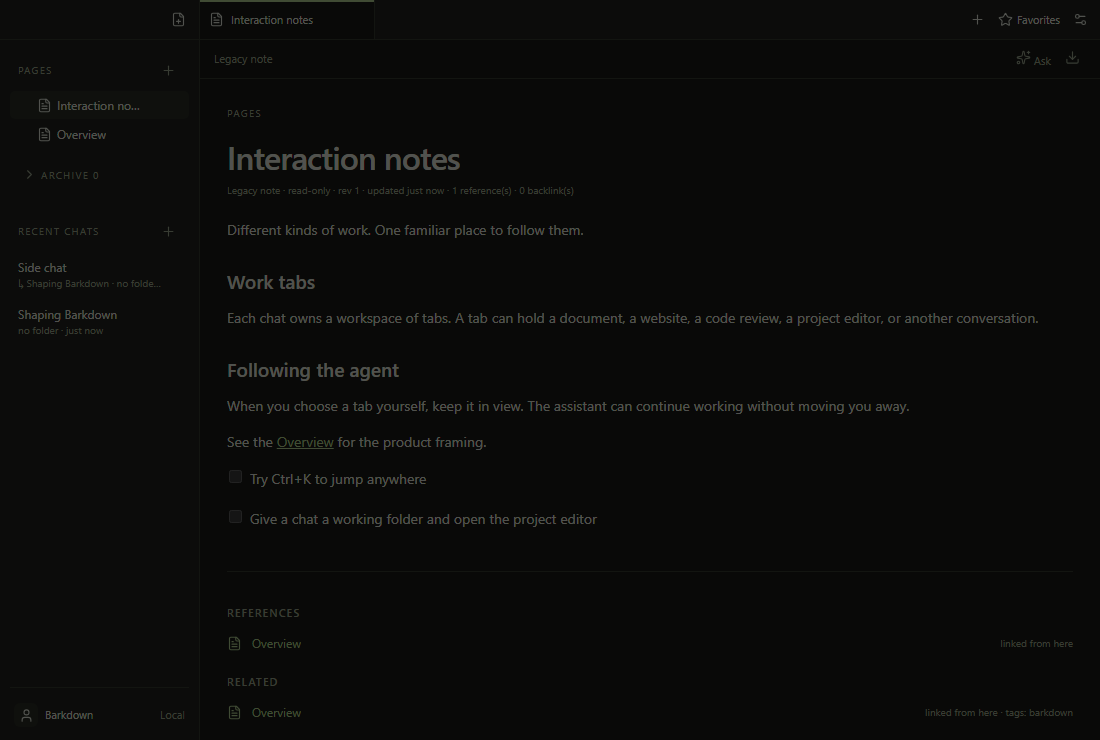 Interaction notes
Favorites
PAGES
Interaction no...
Overview
ARCHIVE 0
RECENT CHATS
Side chat
↳ Shaping Barkdown · no folde...
Shaping Barkdown
no folder · just now
Barkdown
Local
Legacy note
Ask
PAGES
Interaction notes
Legacy note · read-only · rev 1 · updated just now · 1 reference(s) · 0 backlink(s)
Different kinds of work. One familiar place to follow them.
Work tabs
Each chat owns a workspace of tabs. A tab can hold a document, a website, a code review, a project editor, or another conversation.
Following the agent
When you choose a tab yourself, keep it in view. The assistant can continue working without moving you away.
See the Overview for the product framing.
Try Ctrl+K to jump anywhere
Give a chat a working folder and open the project editor
REFERENCES
Overview
linked from here
RELATED
Overview
linked from here · tags: barkdown